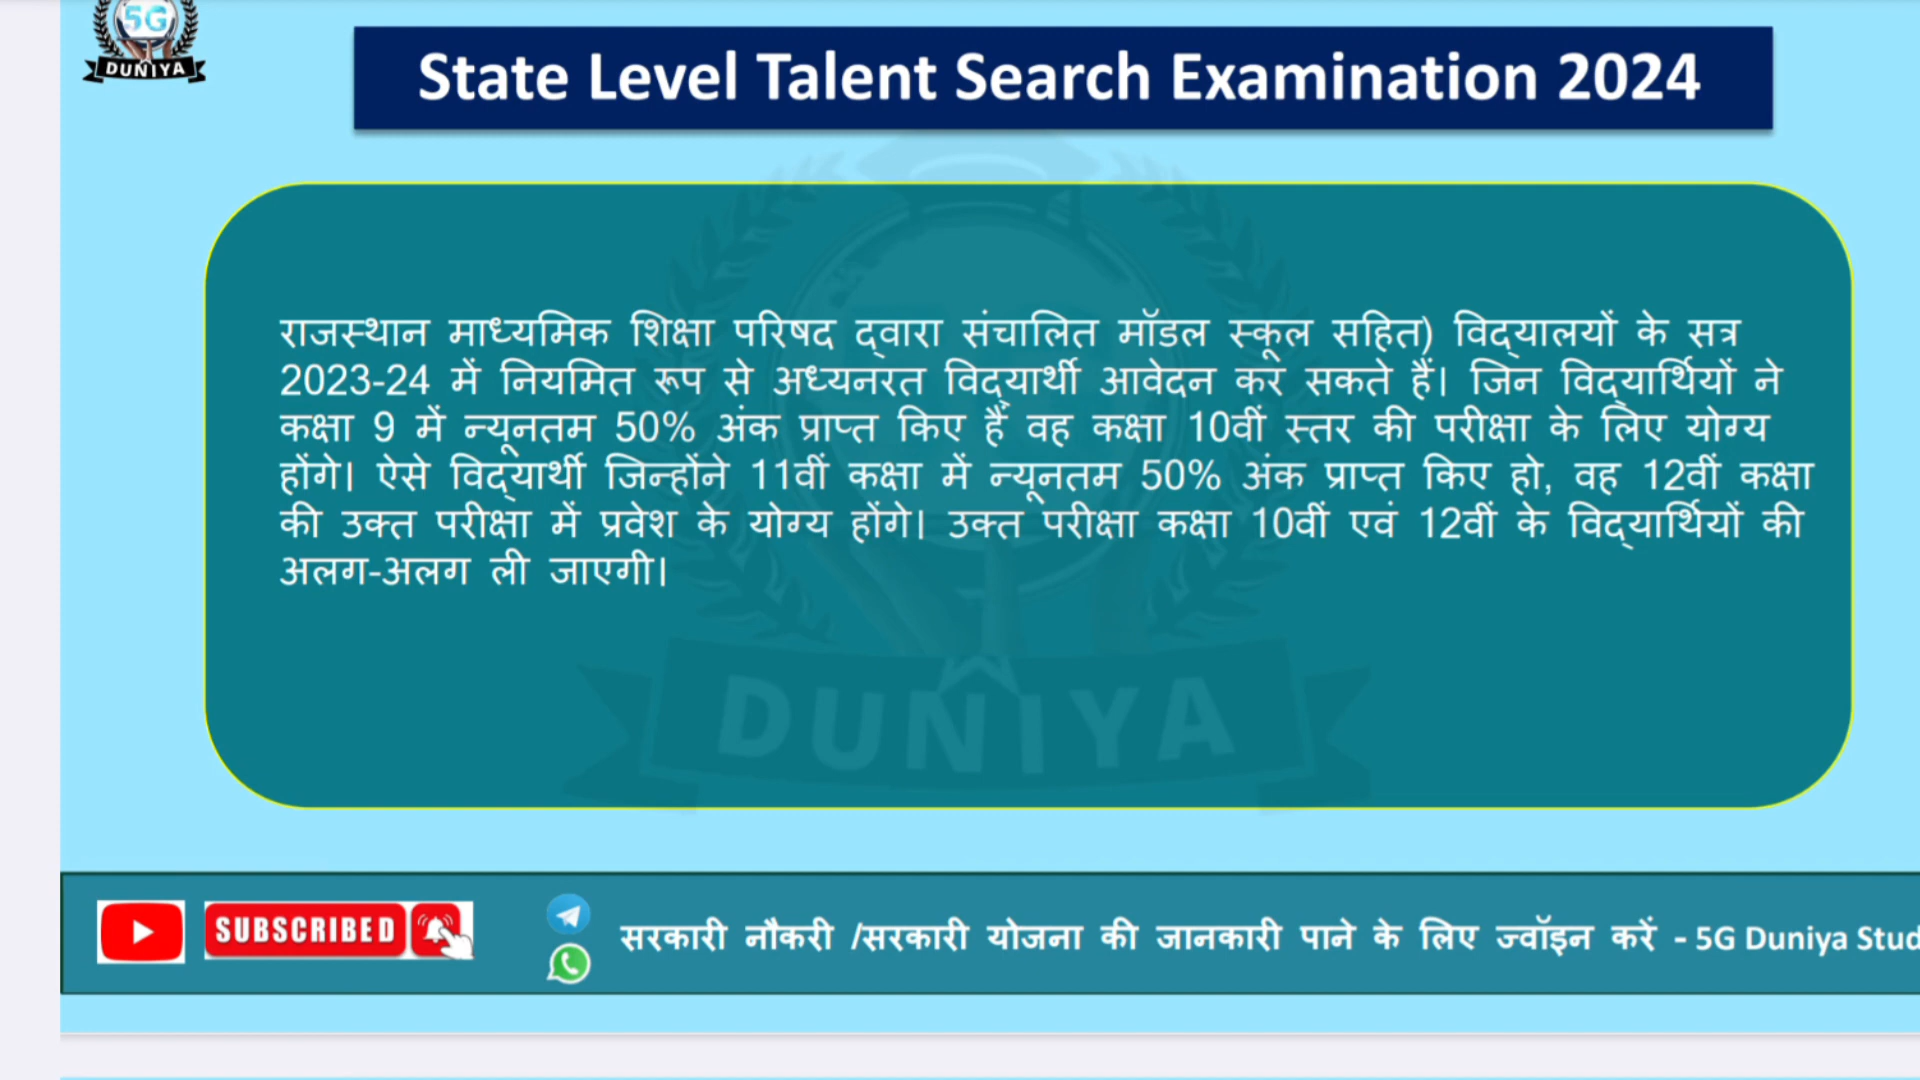 5G
DUNIYA
State Level Talent Search Examination 2024
राजस्थान माध्यमिक शिक्षा परिषद द्वारा संचालित मॉडल स्कूल सहित) विद्यालयों के सत्र
2023-24 में नियमित रूप से अध्यनरत विद्यार्थी आवेदन कर सकते हैं। जिन विद्यार्थियों ने
कक्षा 9 में न्यूनतम 50% अंक प्राप्त किए हैं वह कक्षा 10वीं स्तर की परीक्षा के लिए योग्य
होंगे। ऐसे विद्यार्थी जिन्होंने 11वीं कक्षा में न्यूनतम 50% अंक प्राप्त किए हो, वह 12वीं कक्षा
की उक्त परीक्षा में प्रवेश के योग्य होंगे। उक्त परीक्षा कक्षा 10वीं एवं 12वीं के विद्यार्थियों की
अलग-अलग ली जाएगी।
DUNIYA
SUBSCRIBED
सरकारी नौकरी /सरकारी योजना की जानकारी पाने के लिए ज्वॉइन करें - 5G Duniya Stud